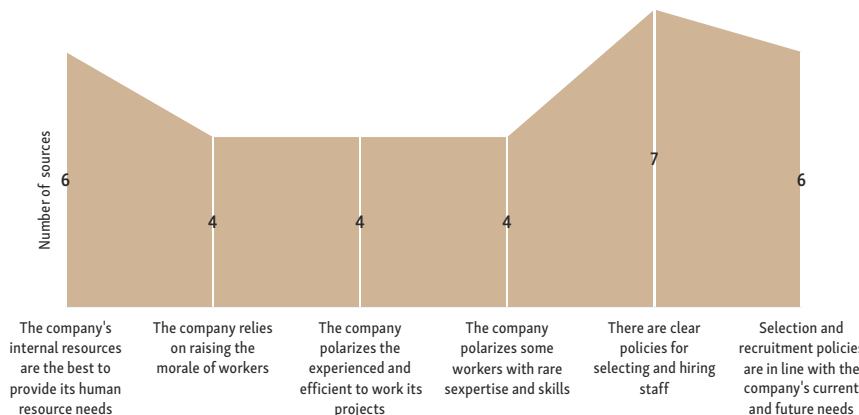 Number of sources
6
4
4
4
7
6
The company's
internal resources
are the best to
provide its human
resource needs
The company relies
on raising the
morale of workers
The company
polarizes the
experienced and
efficient to work its
projects
The company
polarizes some
workers with rare
sexpertise and skills
There are clear
policies for
selecting and hiring
staff
Selection and
recruitment policies
are in line with the
company's current
and future needs